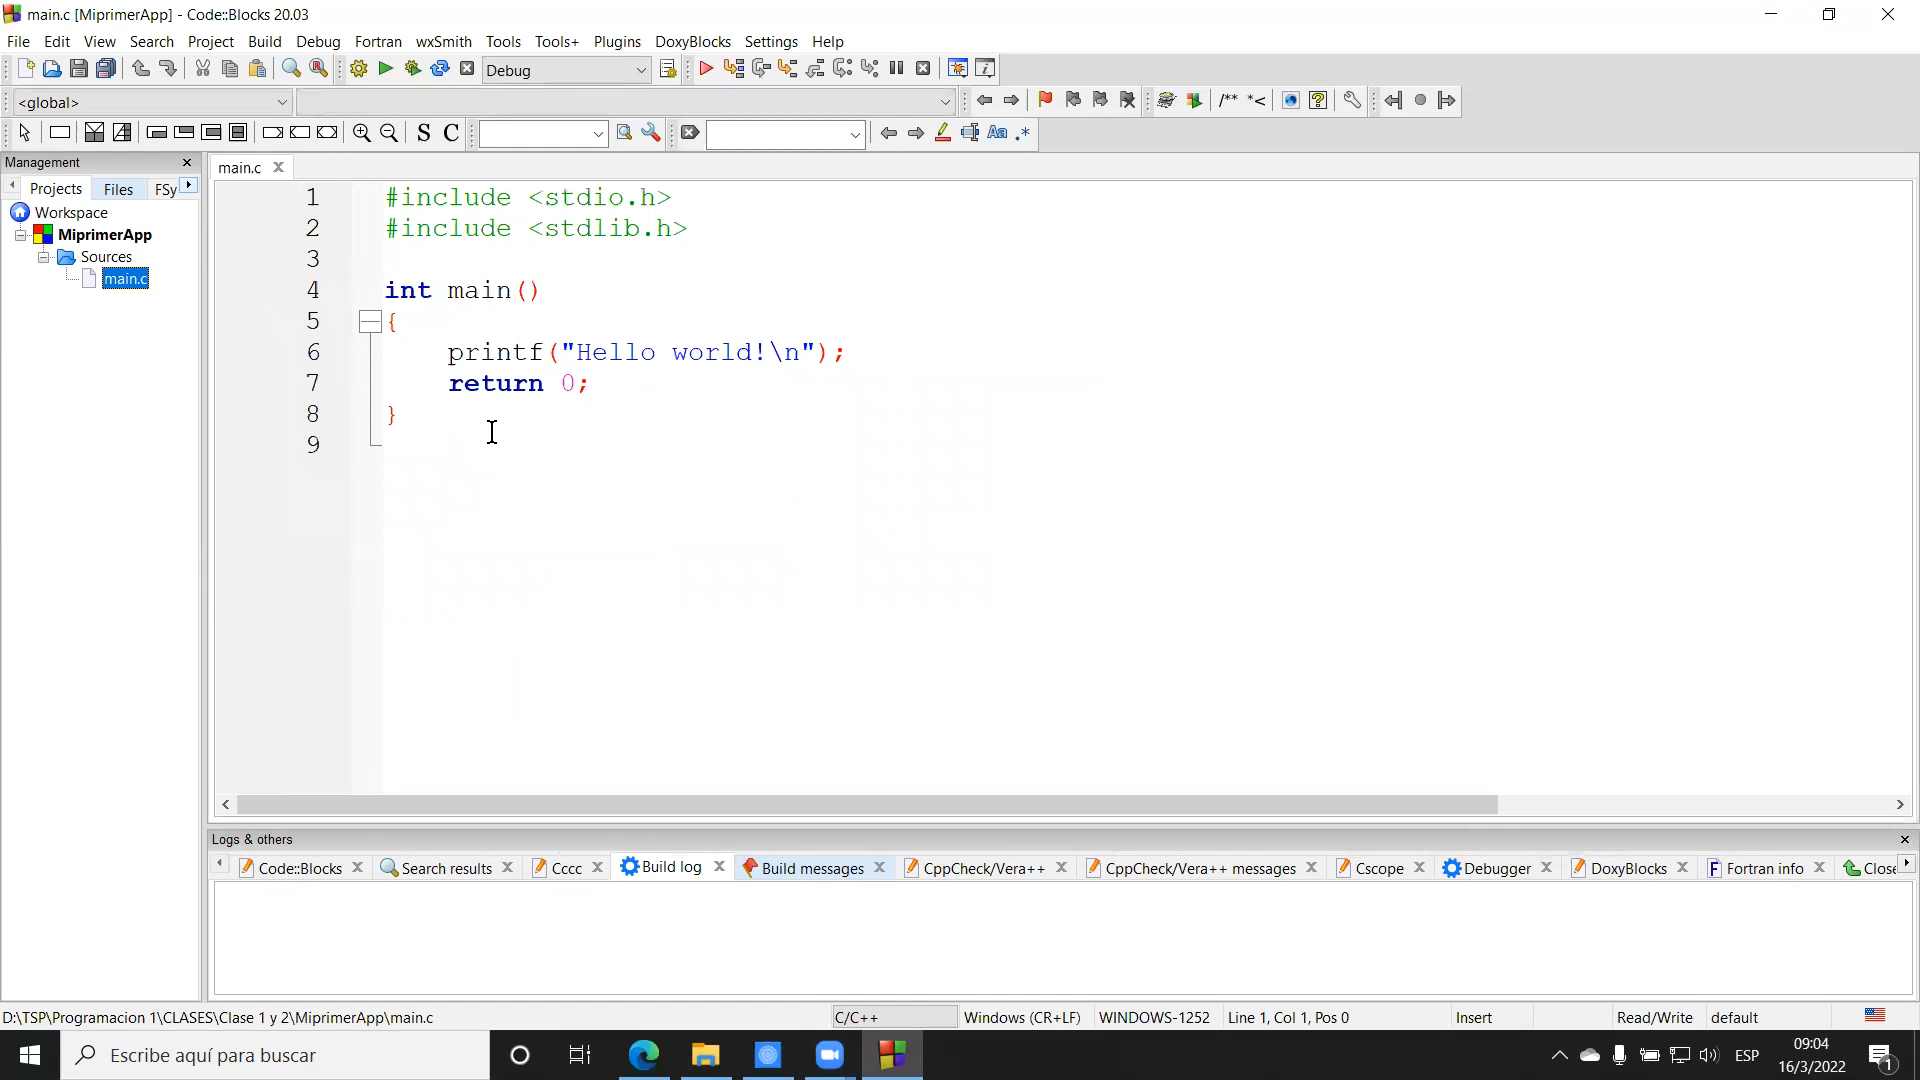 main.c [MiprimerApp] - Code::Blocks 20.03
File Edit View Search Project Build Debug Fortran wxSmith Tools Tools+ Plugins DoxyBlocks Settings Help
Debug
<global>
/** *<
S C
Aa .*
Management
main.c
Projects Files FSy
Workspace
MiprimerApp
Sources
main.c
1 #include <stdio.h>
2 #include <stdlib.h>
3
4 int main()
5 {
6 printf("Hello world!\n");
7 return 0;
8 }
9
Logs & others
Code::Blocks Search results Cccc Build log Build messages CppCheck/Vera++ CppCheck/Vera++ messages Cscope Debugger DoxyBlocks Fortran info Close
D:\TSP\Programacion 1\CLASES\Clase 1 y 2\MiprimerApp\main.c C/C++ Windows (CR+LF) WINDOWS-1252 Line 1, Col 1, Pos 0 Insert Read/Write default
Escribe aquí para buscar
ESP
09:04
16/3/2022
1